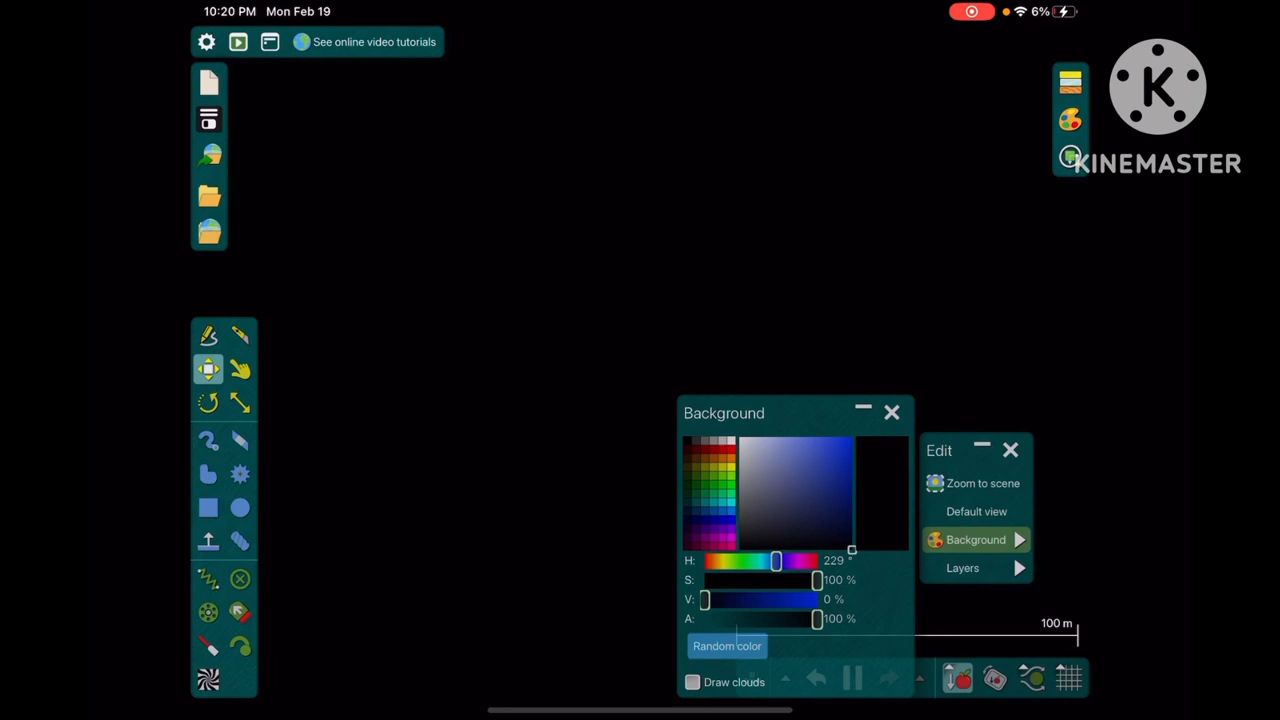 10:20 PM Mon Feb 19
6%
See online video tutorials
K
KINEMASTER
Background
H: 229 °
S: 100 %
V: 0 %
A: 100 %
Random color
Draw clouds
Edit
Zoom to scene
Default view
Background
Layers
100 m